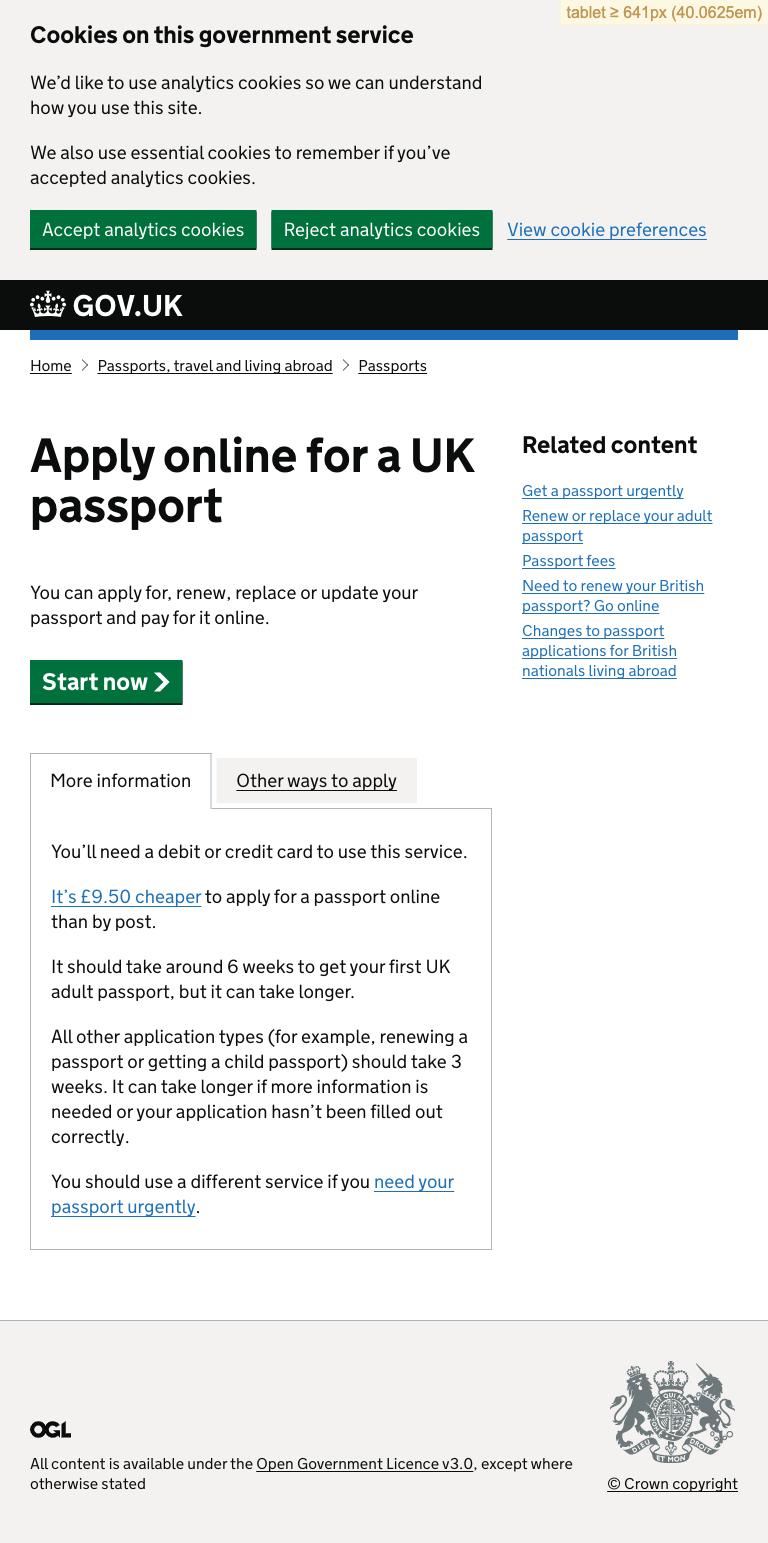 tablet ≥ 641px (40.0625em)
Cookies on this government service
We’d like to use analytics cookies so we can understand
how you use this site.
We also use essential cookies to remember if you’ve
accepted analytics cookies.
Accept analytics cookies Reject analytics cookies View cookie preferences
GOV.UK
Home Passports, travel and living abroad Passports
Apply online for a UK
passport
You can apply for, renew, replace or update your
passport and pay for it online.
Start now
Related content
Get a passport urgently
Renew or replace your adult
passport
Passport fees
Need to renew your British
passport? Go online
Changes to passport
applications for British
nationals living abroad
More information Other ways to apply
You’ll need a debit or credit card to use this service.
It’s £9.50 cheaper to apply for a passport online
than by post.
It should take around 6 weeks to get your first UK
adult passport, but it can take longer.
All other application types (for example, renewing a
passport or getting a child passport) should take 3
weeks. It can take longer if more information is
needed or your application hasn’t been filled out
correctly.
You should use a different service if you need your
passport urgently.
OGL
All content is available under the Open Government Licence v3.0, except where
otherwise stated
DIEU ET MON DROIT
© Crown copyright